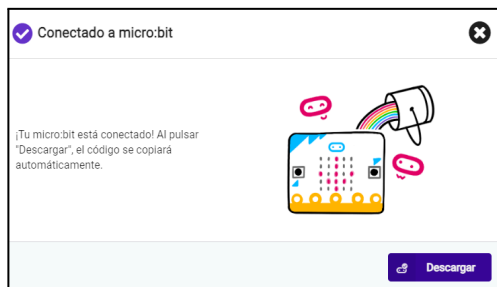 Conectado a micro:bit
¡Tu micro:bit está conectado! Al pulsar
"Descargar", el código se copiará
automáticamente.
Descargar